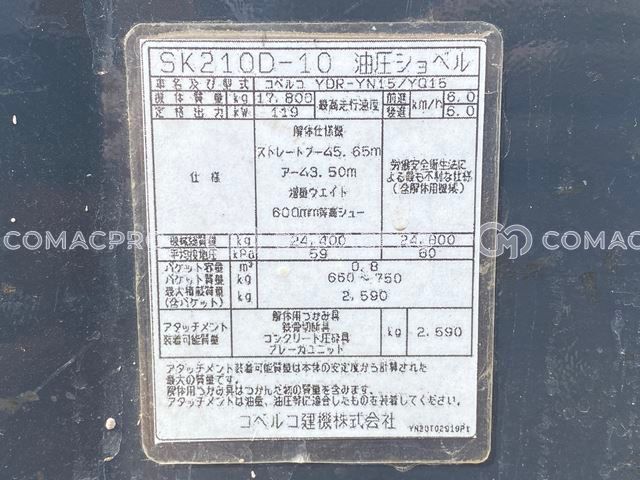 SK210D-10 油圧ショベル
車名及び型式 コベルコ YDR-YN15/YQ15
機体質量 kg 17,800 最高走行速度 前進 km/h 6.0
定格出力 kW 119 後進 6.0
仕様
解体仕様機
ストレートブーム5.65m
アーム3.50m
増量ウエイト
600mm幅高シュー
労働安全衛生法に
よる最も不利な仕様
(全解体用機械)
機械総質量 kg 24,400 24,800
平均接地圧 kPa 59 60
バケット容量 m³ 0.8
バケット質量 kg 660～750
最大積載質量 kg 2,590
(含バケット)
アタッチメント
装着可能質量
解体用つかみ具
鉄骨切断具
コンクリート圧砕具
ブレーカユニット
kg 2,590
アタッチメント装着可能質量は本体の安定度から計算された
最大の質量です。
解体用つかみ具はつかんだ物の質量を含みます。
アタッチメントは油量、油圧等に適合したものを装着してください。
コベルコ建機株式会社
COMACPRO
COMACPRO